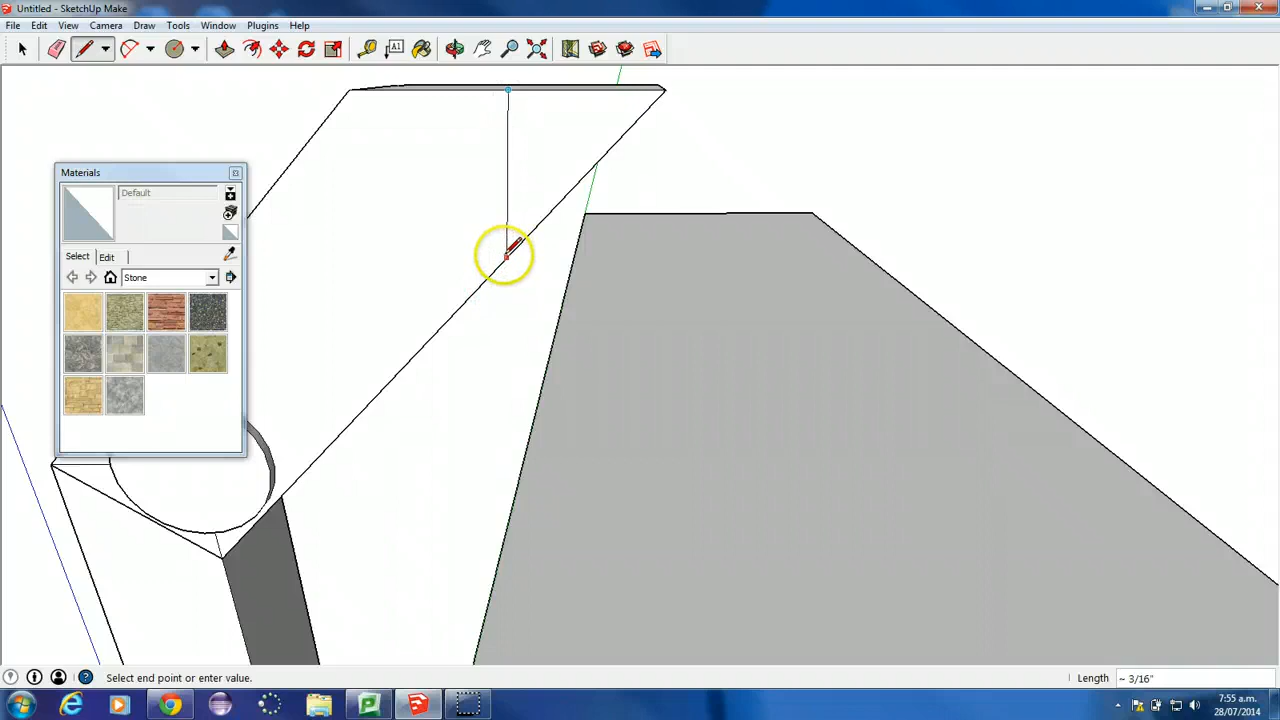 Untitled - SketchUp Make
File Edit View Camera Draw Tools Window Plugins Help
A1
Materials
Default
Select Edit
Stone
Select end point or enter value.
Length ~ 3/16"
7:55 a.m.
28/07/2014